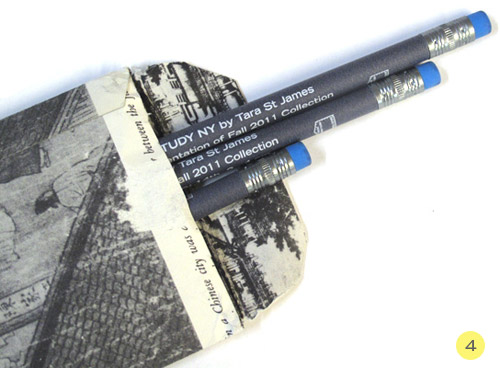 TUDY NY by Tara St James
ntation of Fall 2011 Collection
Tara St James
all 2011 Collection
between the
a Chinese city was
4